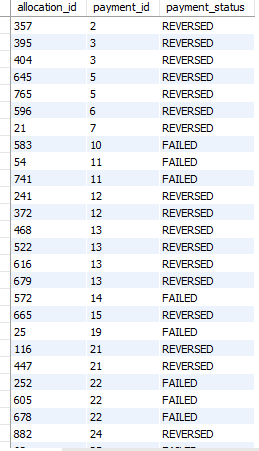 allocation_id payment_id payment_status
357 2 REVERSED
395 3 REVERSED
404 3 REVERSED
645 5 REVERSED
765 5 REVERSED
596 6 REVERSED
21 7 REVERSED
583 10 FAILED
54 11 FAILED
741 11 FAILED
241 12 REVERSED
372 12 REVERSED
468 13 REVERSED
522 13 REVERSED
616 13 REVERSED
679 13 REVERSED
572 14 FAILED
665 15 REVERSED
25 19 FAILED
116 21 REVERSED
447 21 REVERSED
252 22 FAILED
605 22 FAILED
678 22 FAILED
882 24 REVERSED